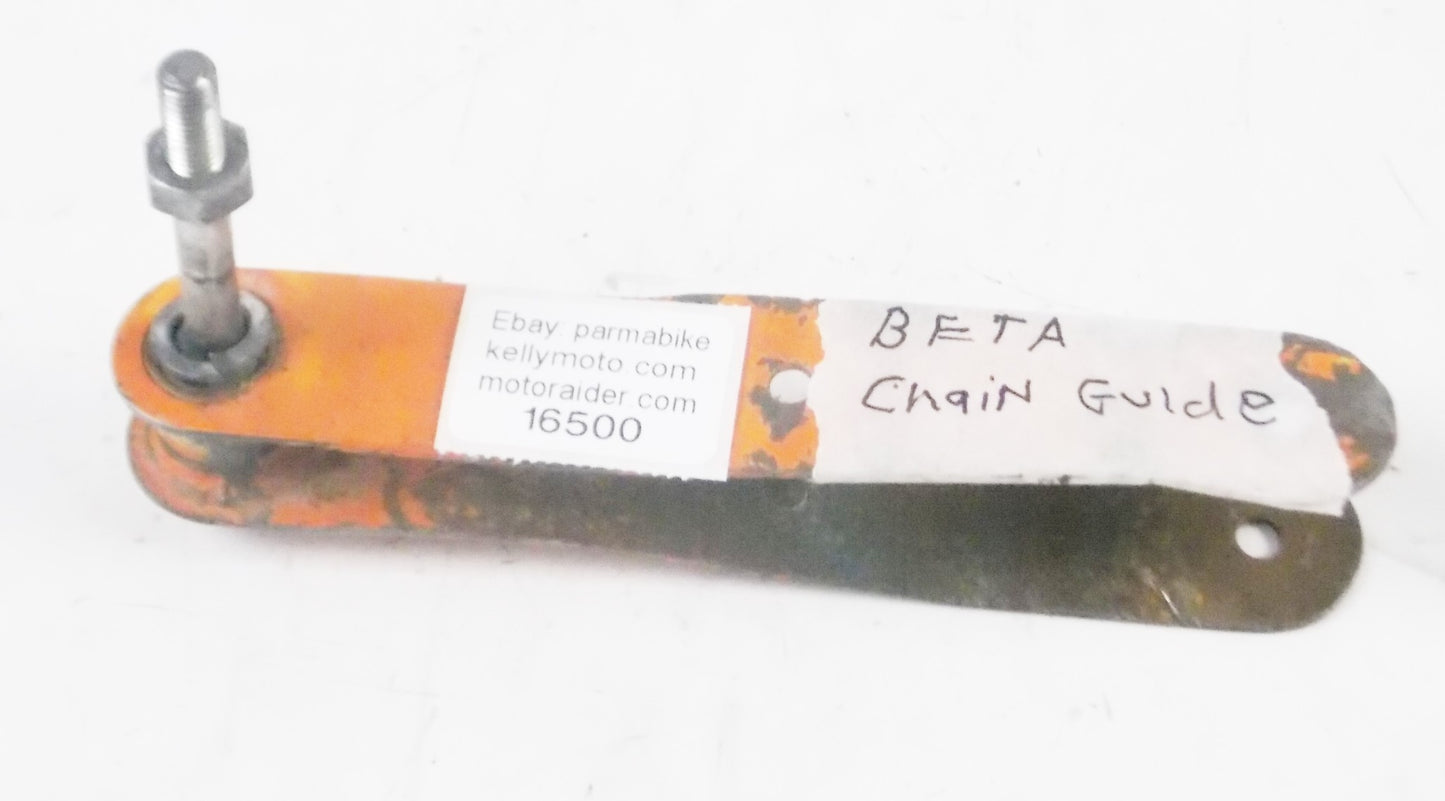 Ebay: parmabike
kellymoto.com
motoraider.com
16500
BETA
ChaiN Guide